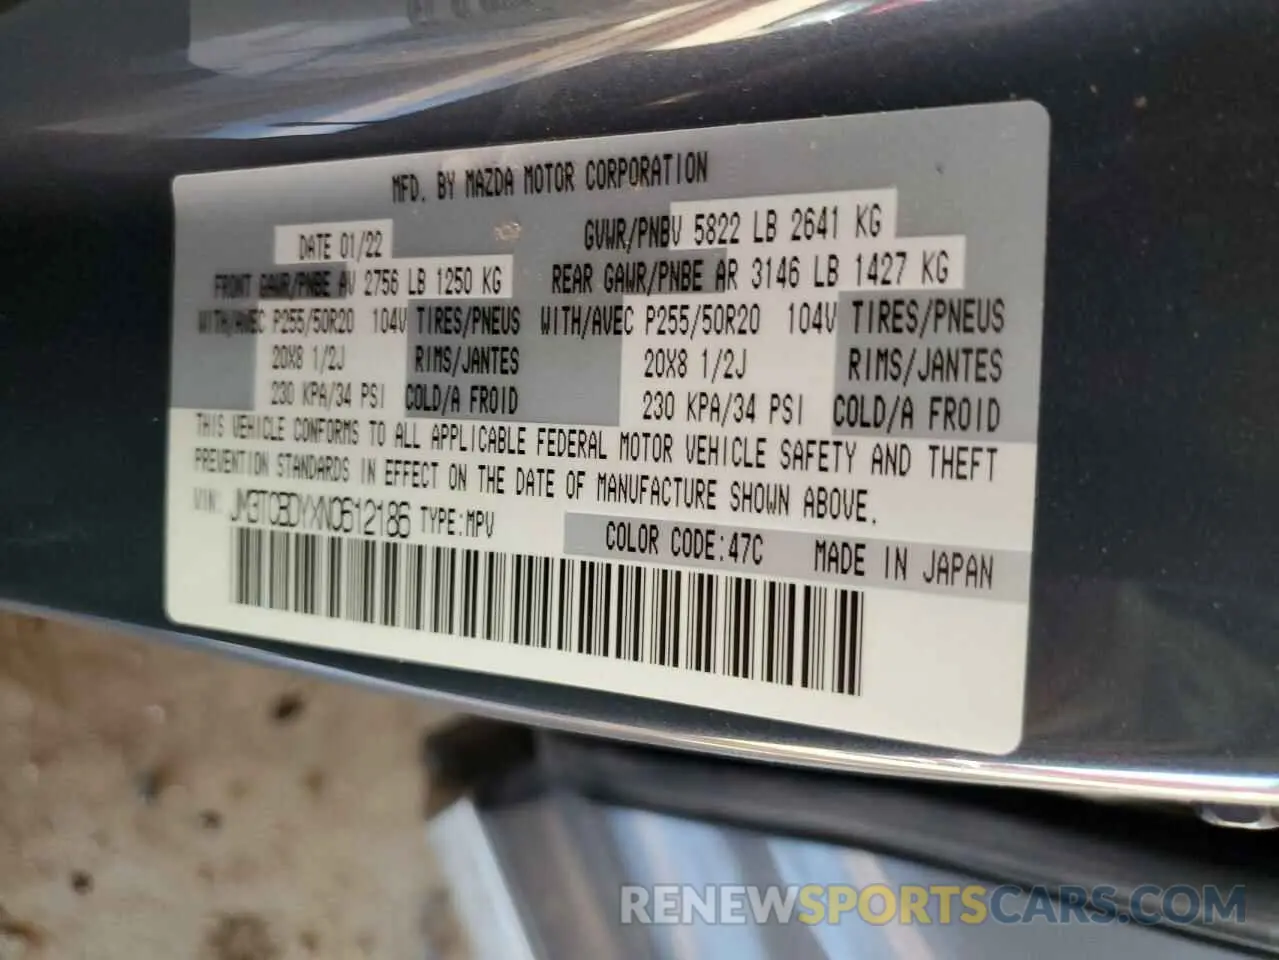 MFD. BY MAZDA MOTOR CORPORATION
DATE 01/22 GVWR/PNBV 5822 LB 2641 KG
FRONT GAWR/PNBE AV 2756 LB 1250 KG REAR GAWR/PNBE AR 3146 LB 1427 KG
WITH/AVEC P255/50R20 104V TIRES/PNEUS WITH/AVEC P255/50R20 104V TIRES/PNEUS
20X8 1/2J RIMS/JANTES 20X8 1/2J RIMS/JANTES
230 KPA/34 PSI COLD/A FROID 230 KPA/34 PSI COLD/A FROID
THIS VEHICLE CONFORMS TO ALL APPLICABLE FEDERAL MOTOR VEHICLE SAFETY AND THEFT
PREVENTION STANDARDS IN EFFECT ON THE DATE OF MANUFACTURE SHOWN ABOVE.
VIN: JM3TCBDYXN0612186 TYPE:MPV COLOR CODE:47C MADE IN JAPAN
RENEWSPORTSCARS.COM